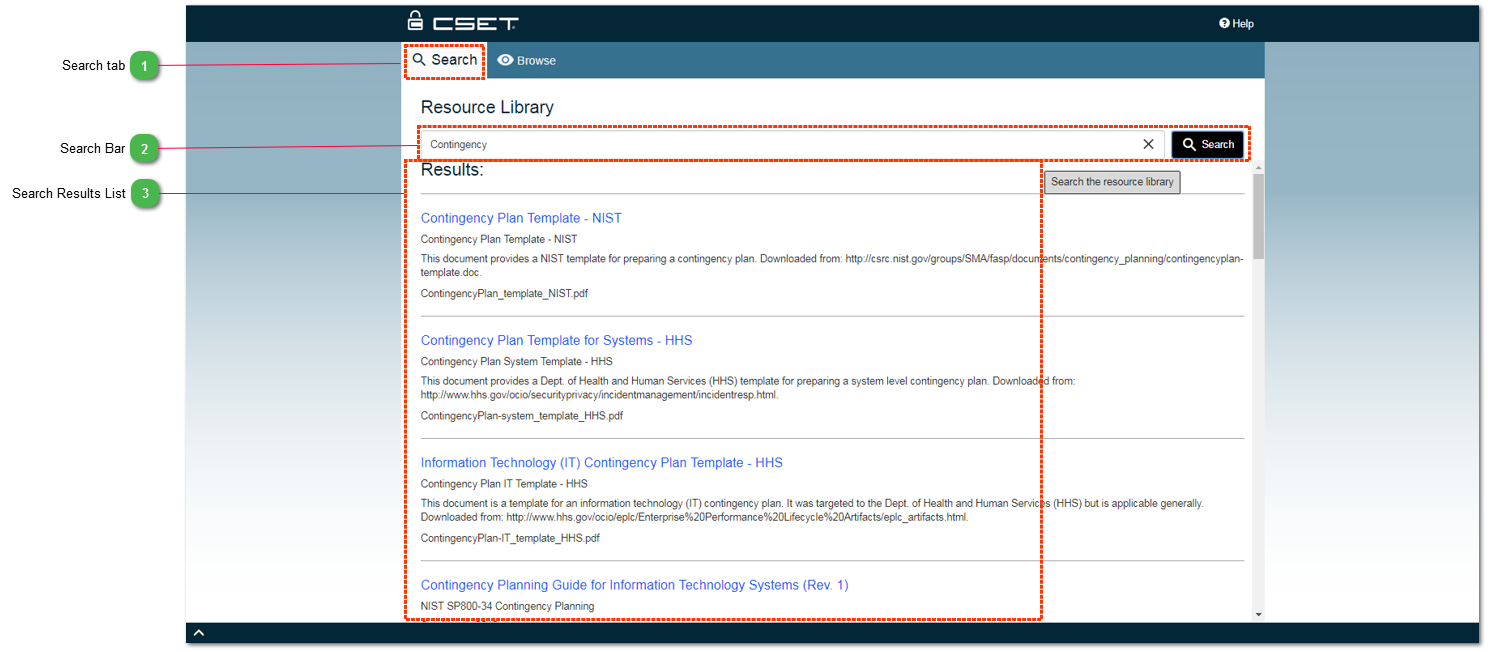 CSET
Help
Search
Browse
Search tab
1
Resource Library
Search Bar
2
Contingency
Search
Search Results List
3
Results:
Search the resource library
Contingency Plan Template - NIST
Contingency Plan Template - NIST
This document provides a NIST template for preparing a contingency plan. Downloaded from: http://csrc.nist.gov/groups/SMA/fasp/documents/contingency_planning/contingencyplan-
template.doc.
ContingencyPlan_template_NIST.pdf
Contingency Plan Template for Systems - HHS
Contingency Plan System Template - HHS
This document provides a Dept. of Health and Human Services (HHS) template for preparing a system level contingency plan. Downloaded from:
http://www.hhs.gov/ocio/securityprivacy/incidentmanagement/incidentresp.html.
ContingencyPlan-system_template_HHS.pdf
Information Technology (IT) Contingency Plan Template - HHS
Contingency Plan IT Template - HHS
This document is a template for an information technology (IT) contingency plan. It was targeted to the Dept. of Health and Human Services (HHS) but is applicable generally.
Downloaded from: http://www.hhs.gov/ocio/eplc/Enterprise%20Performance%20Lifecycle%20Artifacts/eplc_artifacts.html.
ContingencyPlan-IT_template_HHS.pdf
Contingency Planning Guide for Information Technology Systems (Rev. 1)
NIST SP800-34 Contingency Planning